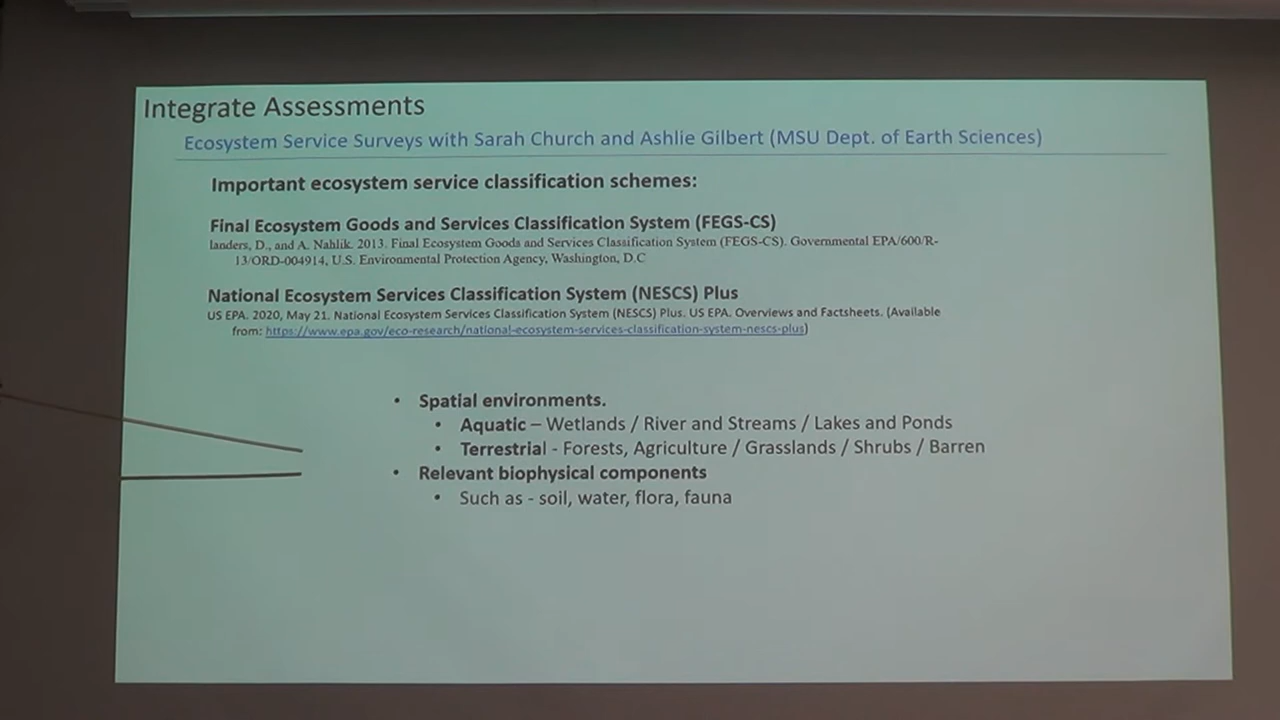 Integrate Assessments
Ecosystem Service Surveys with Sarah Church and Ashlie Gilbert (MSU Dept. of Earth Sciences)
Important ecosystem service classification schemes:
Final Ecosystem Goods and Services Classification System (FEGS-CS)
landers, D., and A. Nahlik. 2013. Final Ecosystem Goods and Services Classification System (FEGS-CS). Governmental EPA/600/R-
13/ORD-004914, U.S. Environmental Protection Agency, Washington, D.C
National Ecosystem Services Classification System (NESCS) Plus
US EPA. 2020, May 21. National Ecosystem Services Classification System (NESCS) Plus. US EPA. Overviews and Factsheets. (Available
from: https://www.epa.gov/eco-research/national-ecosystem-services-classification-system-nescs-plus)
• Spatial environments.
• Aquatic – Wetlands / River and Streams / Lakes and Ponds
• Terrestrial - Forests, Agriculture / Grasslands / Shrubs / Barren
• Relevant biophysical components
• Such as - soil, water, flora, fauna